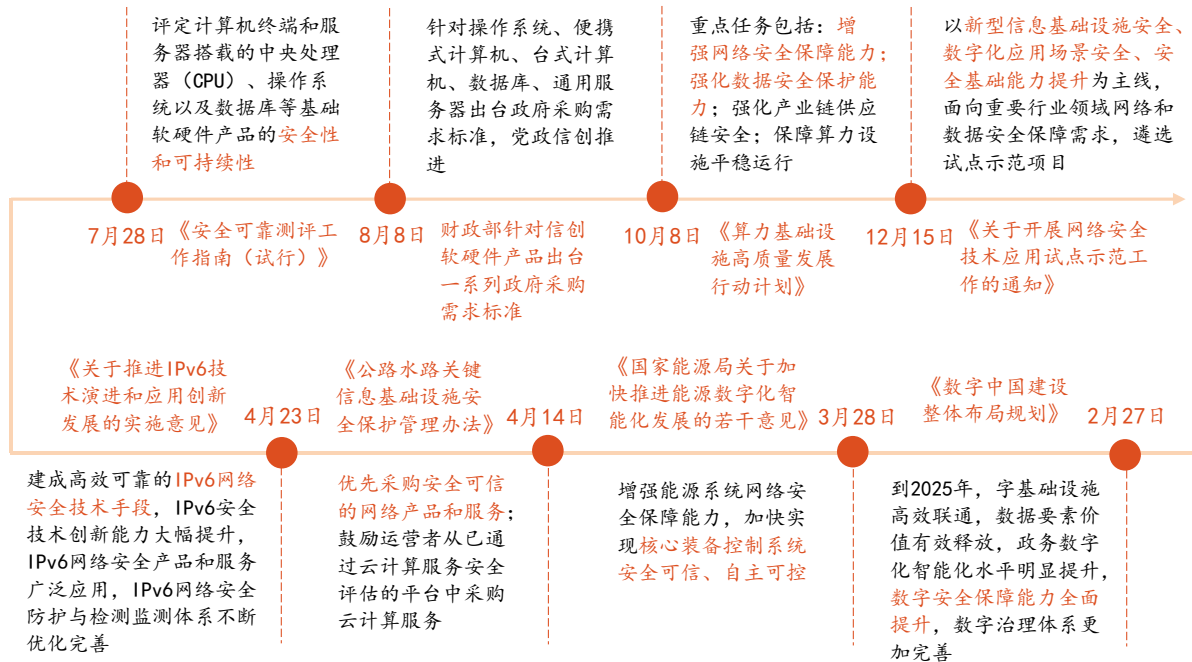 评定计算机终端和服
务器搭载的中央处理
器（CPU）、操作系
统以及数据库等基础
软硬件产品的安全性
和可持续性
针对操作系统、便携
式计算机、台式计算
机、数据库、通用服
务器出台政府采购需
求标准，党政信创推
进
重点任务包括：增
强网络安全保障能力；
强化数据安全保护能
力；强化产业链供应
链安全；保障算力设
施平稳运行
以新型信息基础设施安全、
数字化应用场景安全、安
全基础能力提升为主线，
面向重要行业领域网络和
数据安全保障需求，遴选
试点示范项目
7月28日
《安全可靠测评工
作指南（试行）》
8月8日
财政部针对信创
软硬件产品出台
一系列政府采购
需求标准
10月8日
《算力基础设
施高质量发展
行动计划》
12月15日
《关于开展网络安全
技术应用试点示范工
作的通知》
《关于推进IPv6技
术演进和应用创新
发展的实施意见》
4月23日
《公路水路关键
信息基础设施安
全保护管理办法》
4月14日
《国家能源局关于加
快推进能源数字化智
能化发展的若干意见》
3月28日
《数字中国建设
整体布局规划》
2月27日
建成高效可靠的IPv6网络
安全技术手段，IPv6安全
技术创新能力大幅提升，
IPv6网络安全产品和服务
广泛应用，IPv6网络安全
防护与检测监测体系不断
优化完善
优先采购安全可信
的网络产品和服务；
鼓励运营者从已通
过云计算服务安全
评估的平台中采购
云计算服务
增强能源系统网络安
全保障能力，加快实
现核心装备控制系统
安全可信、自主可控
到2025年，字基础设施
高效联通，数据要素价
值有效释放，政务数字
化智能化水平明显提升，
数字安全保障能力全面
提升，数字治理体系更
加完善